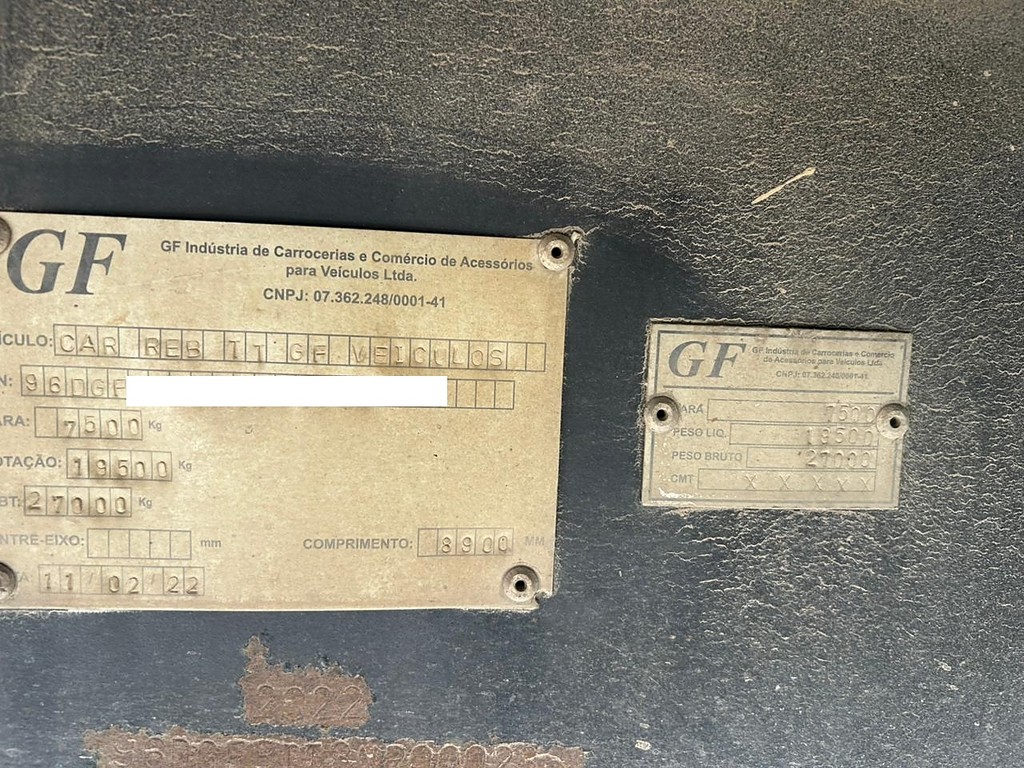 GF
GF Indústria de Carrocerias e Comércio de Acessórios
para Veículos Ltda.
CNPJ: 07.362.248/0001-41
ÍCULO: CAR REB TT GF VEICULOS
N: 96DGF
ARA: 7500 Kg
OTAÇÃO: 19500 Kg
BT: 27000 Kg
NTRE-EIXO: mm
COMPRIMENTO: 8900 MM
A: 11/02/22
GF
GF Indústria de Carrocerias e Comércio
de Acessórios para Veículos Ltda.
CNPJ: 07.362.248/0001-41
TARÁ 7500
PESO LIQ. 19500
PESO BRUTO 27000
CMT X X X X X
2022